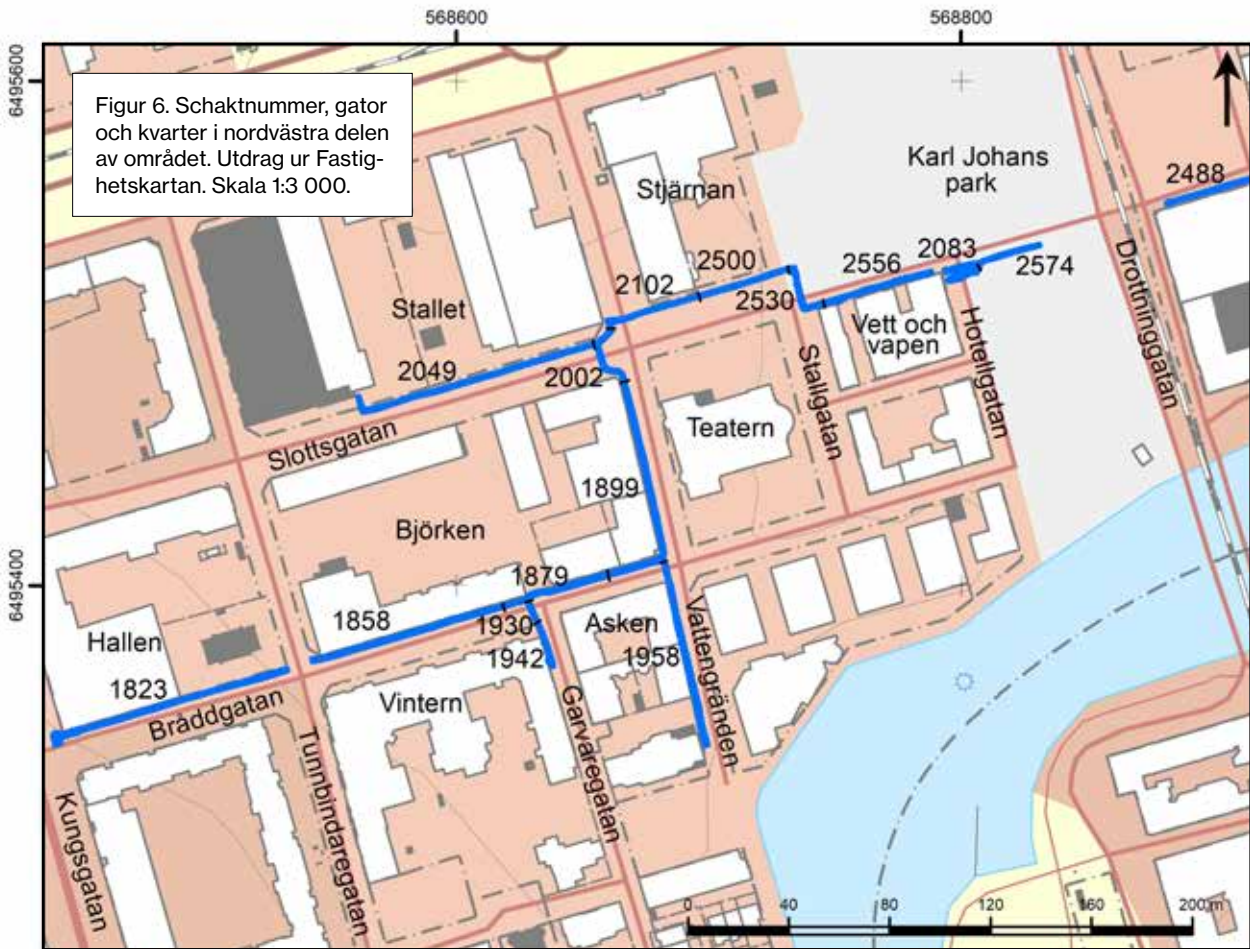 568600
568800
6495600
Figur 6. Schaktnummer, gator
och kvarter i nordvästra delen
av området. Utdrag ur Fastig-
hetskartan. Skala 1:3 000.
Karl Johans
park
2488
Stjärnan
2500
2102
2530
2556
2083
2574
Drottninggatan
Stallet
Vett och
vapen
Hotellgatan
Stallgatan
2049
2002
Slottsgatan
Teatern
1899
Björken
6495400
1879
1858
1930
1942
Asken
1958
Vattengränden
Hallen
1823
Bråddgatan
Vintern
Garvaregatan
Tunnbindaregatan
Kungsgatan
0 40 80 120 160 200 m